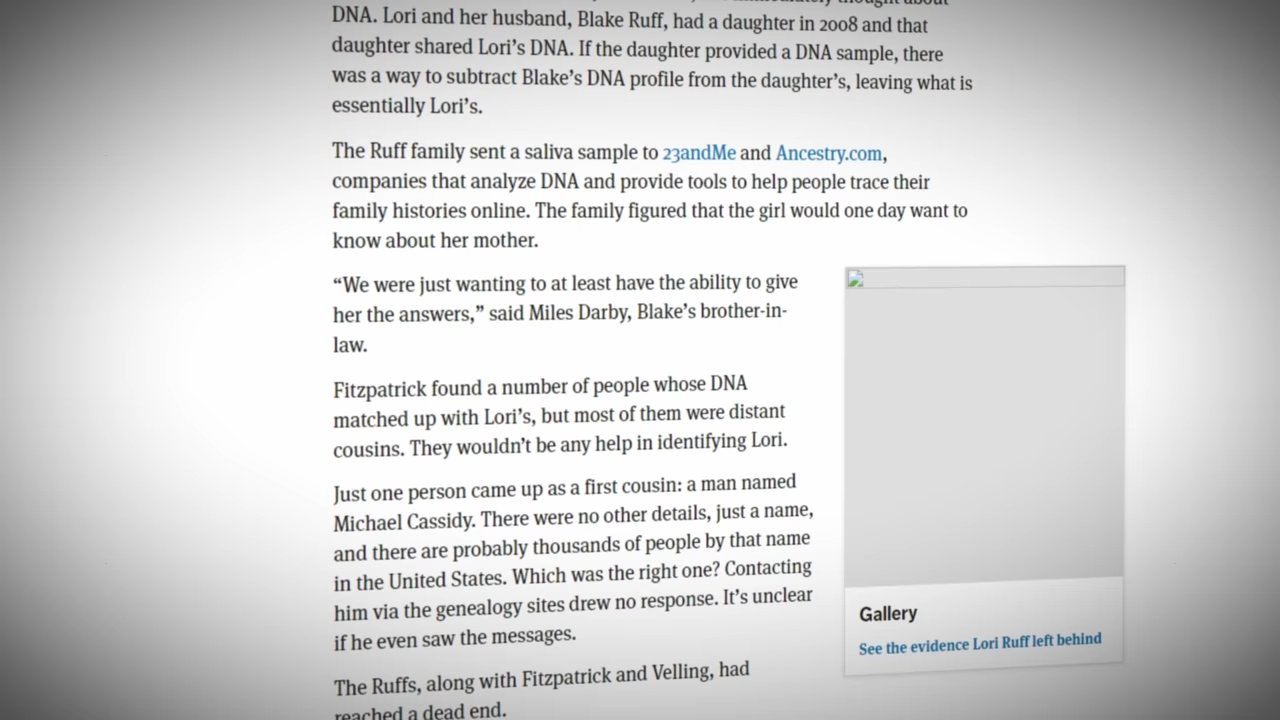 DNA. Lori and her husband, Blake Ruff, had a daughter in 2008 and that
daughter shared Lori’s DNA. If the daughter provided a DNA sample, there
was a way to subtract Blake’s DNA profile from the daughter’s, leaving what is
essentially Lori’s.
The Ruff family sent a saliva sample to 23andMe and Ancestry.com,
companies that analyze DNA and provide tools to help people trace their
family histories online. The family figured that the girl would one day want to
know about her mother.
“We were just wanting to at least have the ability to give
her the answers,” said Miles Darby, Blake’s brother-in-
law.
Fitzpatrick found a number of people whose DNA
matched up with Lori’s, but most of them were distant
cousins. They wouldn’t be any help in identifying Lori.
Just one person came up as a first cousin: a man named
Michael Cassidy. There were no other details, just a name,
and there are probably thousands of people by that name
in the United States. Which was the right one? Contacting
him via the genealogy sites drew no response. It’s unclear
if he even saw the messages.
The Ruffs, along with Fitzpatrick and Velling, had
reached a dead end.
Gallery
See the evidence Lori Ruff left behind